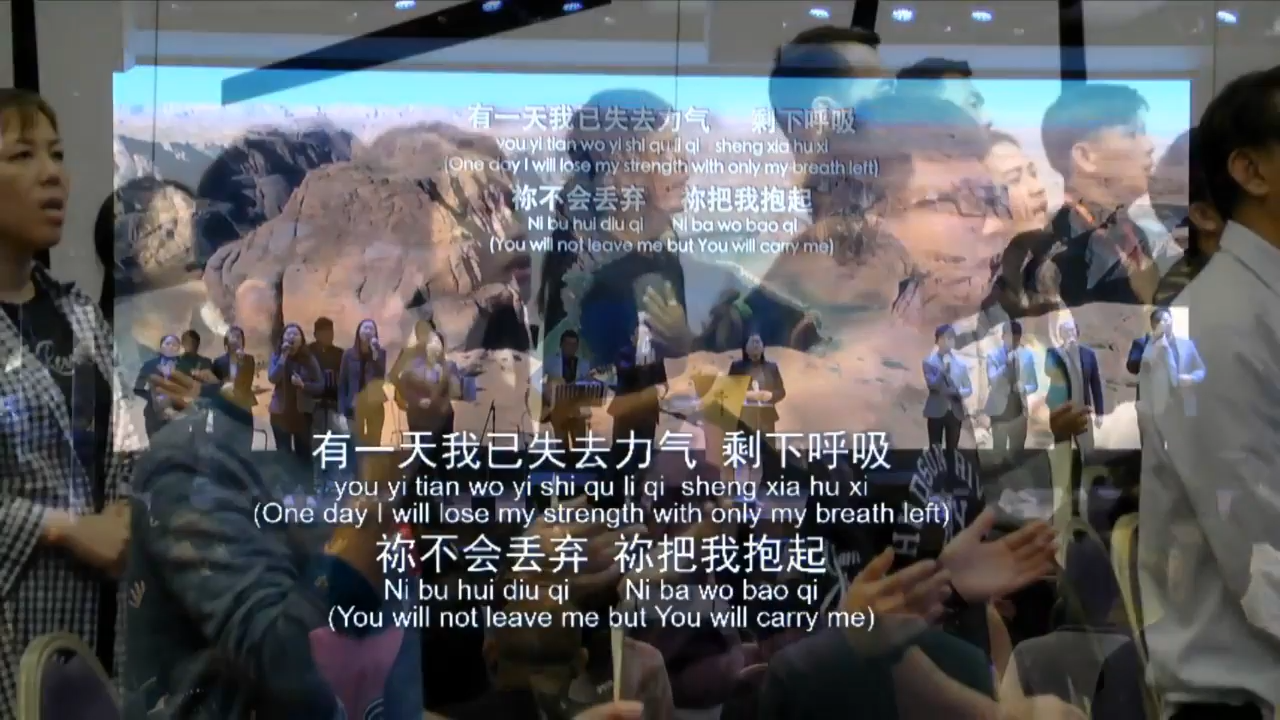 有一天我已失去力气 剩下呼吸
you yi tian wo yi shi qu li qi sheng xia hu xi
(One day I will lose my strength with only my breath left)
祢不会丢弃 祢把我抱起
Ni bu hui diu qi Ni ba wo bao qi
(You will not leave me but You will carry me)
有一天我已失去力气 剩下呼吸
you yi tian wo yi shi qu li qi sheng xia hu xi
(One day I will lose my strength with only my breath left)
祢不会丢弃 祢把我抱起
Ni bu hui diu qi Ni ba wo bao qi
(You will not leave me but You will carry me)